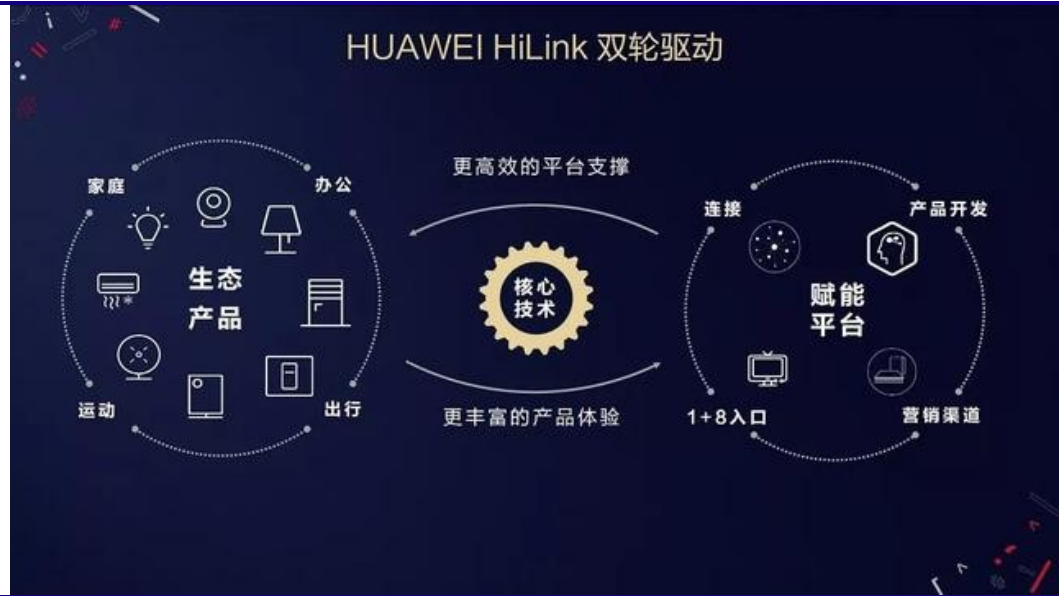 HUAWEI HiLink 双轮驱动
更高效的平台支撑
家庭
办公
生态
产品
运动
出行
核心
技术
更丰富的产品体验
连接
产品开发
赋能
平台
1+8入口
营销渠道